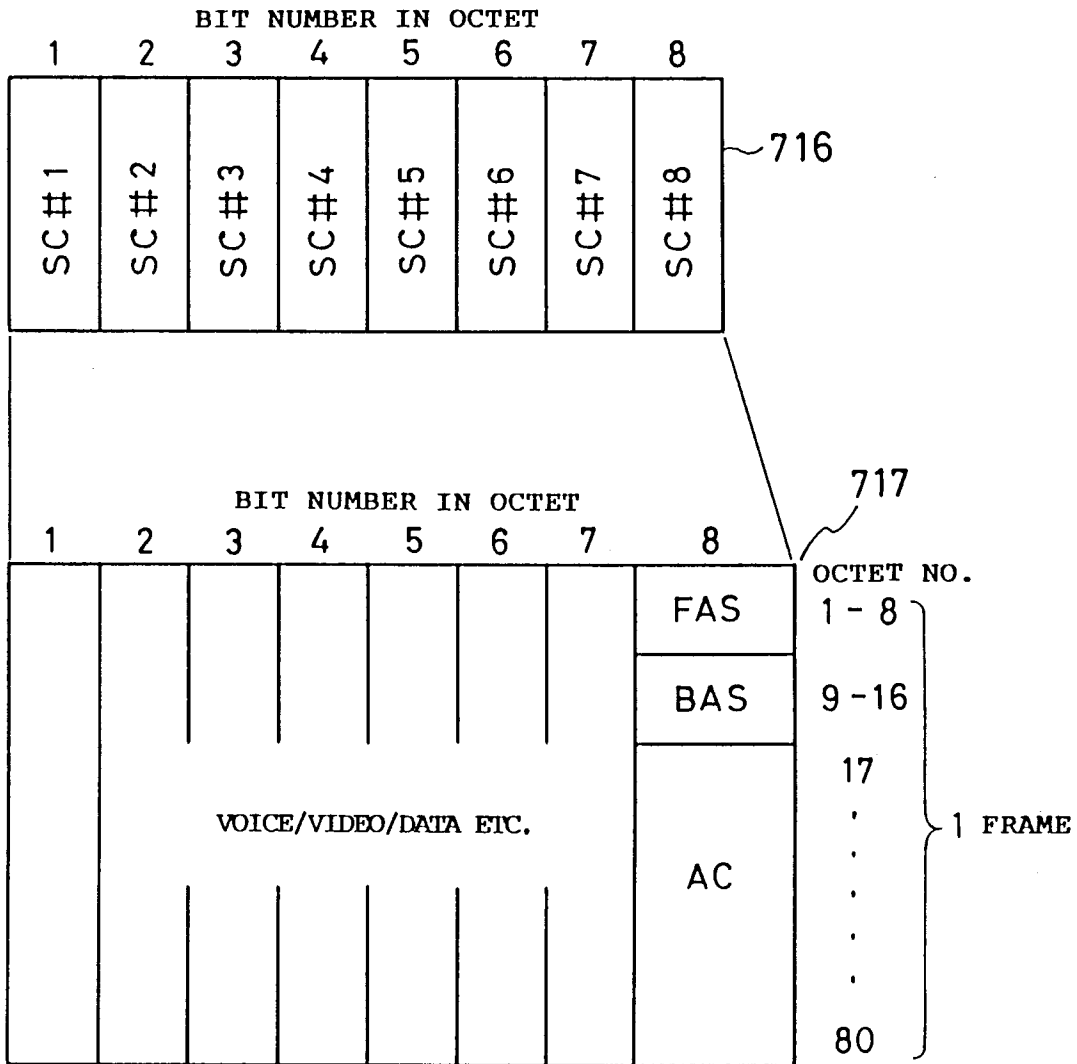 BIT NUMBER IN OCTET
1 2 3 4 5 6 7 8
SC#1 SC#2 SC#3 SC#4 SC#5 SC#6 SC#7 SC#8
716
717
BIT NUMBER IN OCTET
1 2 3 4 5 6 7 8
OCTET NO.
FAS 1-8
BAS 9-16
17
VOICE/VIDEO/DATA ETC.
1 FRAME
AC
80